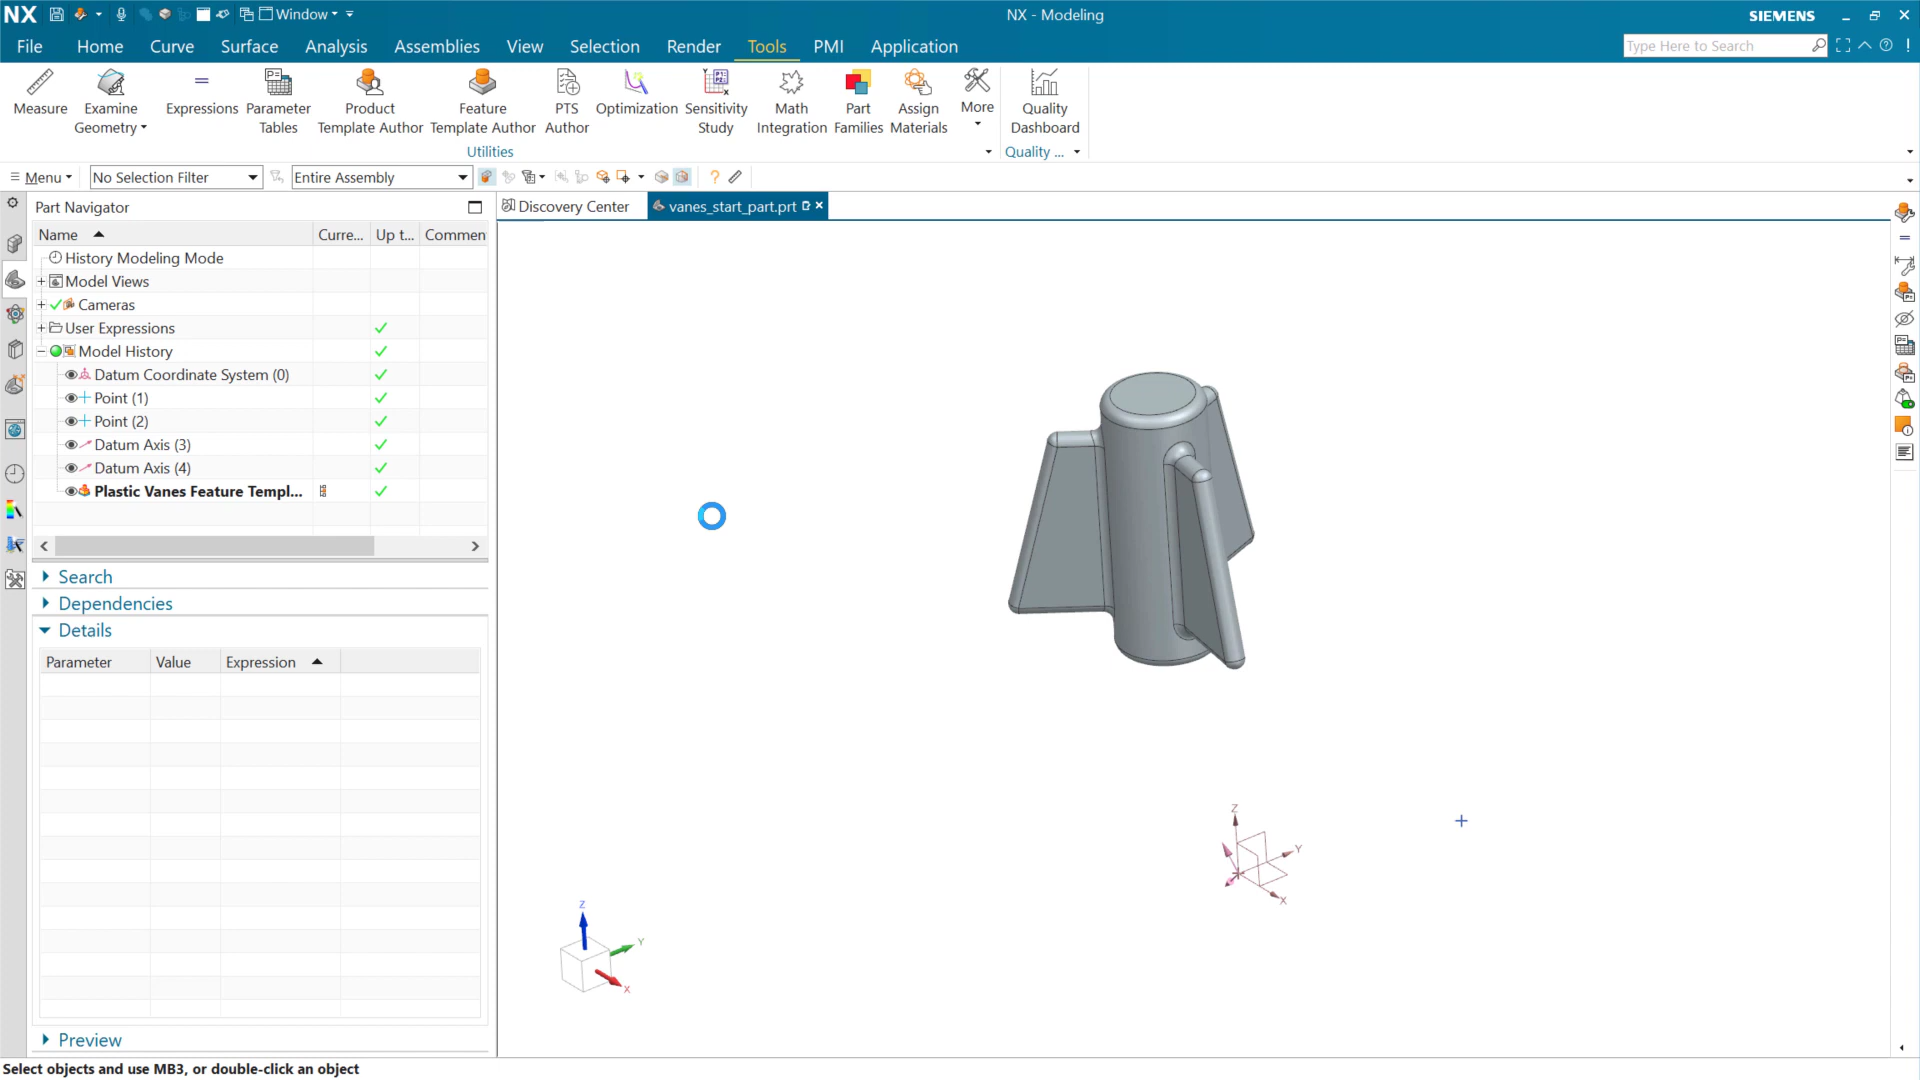 NX
Window
NX - Modeling
SIEMENS
File
Home
Curve
Surface
Analysis
Assemblies
View
Selection
Render
Tools
PMI
Application
Type Here to Search
Measure
Examine
Geometry
Expressions
Parameter
Tables
Product
Template Author
Feature
Template Author
PTS
Author
Optimization
Sensitivity
Study
Math
Integration
Part
Families
Assign
Materials
More
Quality
Dashboard
Utilities
Quality ...
Menu
No Selection Filter
Entire Assembly
Part Navigator
Discovery Center
vanes_start_part.prt
Name
Curre...
Up t...
Commen
History Modeling Mode
Model Views
Cameras
User Expressions
Model History
Datum Coordinate System (0)
Point (1)
Point (2)
Datum Axis (3)
Datum Axis (4)
Plastic Vanes Feature Templ...
Search
Dependencies
Details
Parameter
Value
Expression
Preview
Z
Y
X
Z
Y
X
Select objects and use MB3, or double-click an object